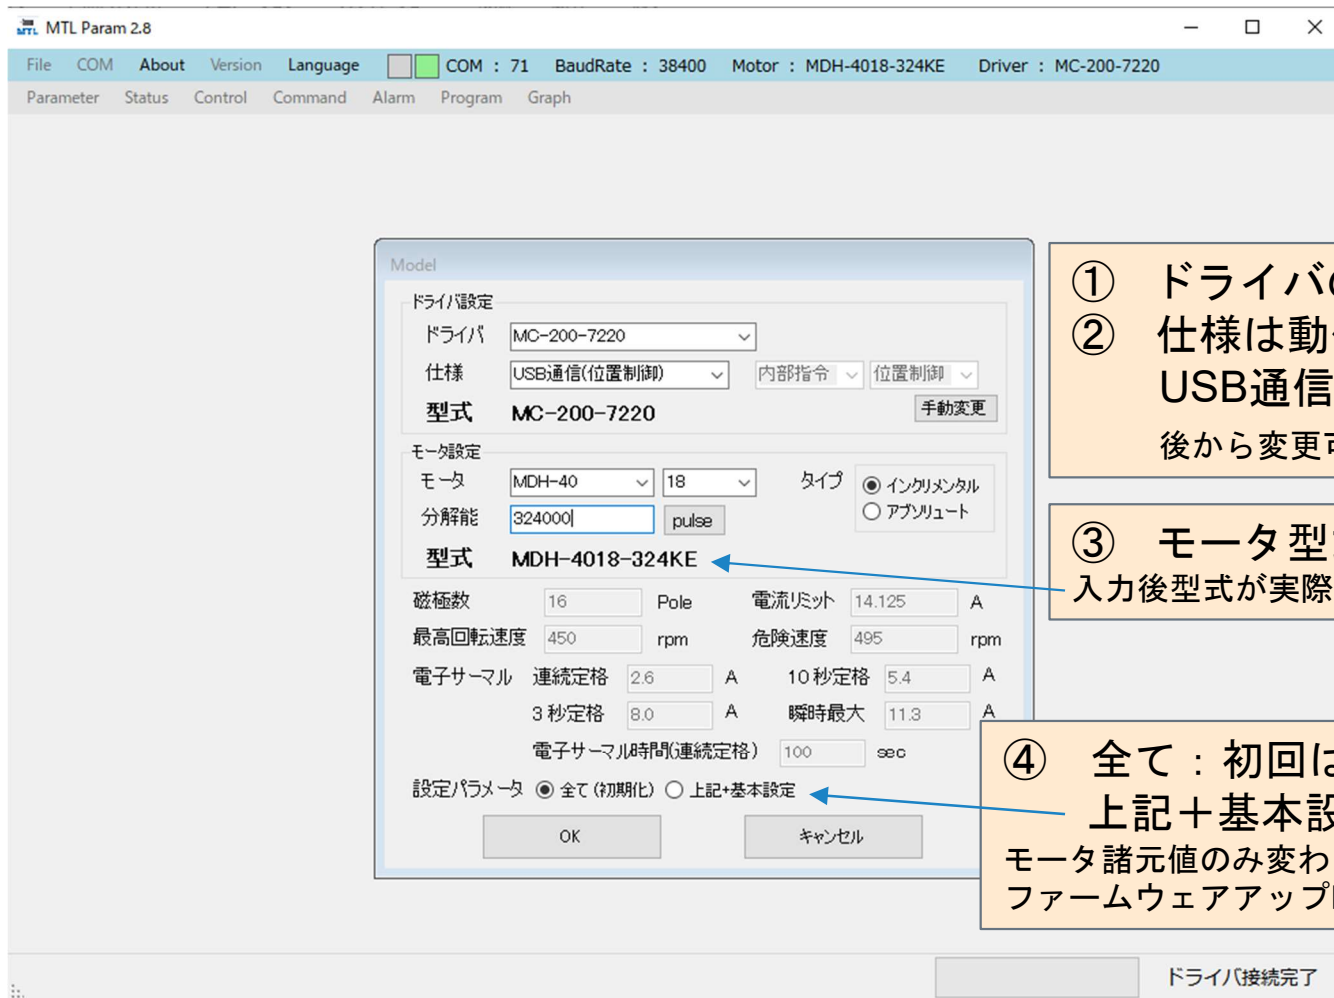 MTL MTL Param 2.8
File COM About Version Language COM : 71 BaudRate : 38400 Motor : MDH-4018-324KE Driver : MC-200-7220
Parameter Status Control Command Alarm Program Graph
Model
ドライバ設定
ドライバ MC-200-7220
仕様 USB通信(位置制御) 内部指令 位置制御
型式 MC-200-7220 手動変更
モータ設定
モータ MDH-40 18 タイプ インクリメンタル
アブソリュート
分解能 324000 pulse
型式 MDH-4018-324KE
磁極数 16 Pole 電流リミット 14.125 A
最高回転速度 450 rpm 危険速度 495 rpm
電子サーマル 連続定格 2.6 A 10秒定格 5.4 A
3秒定格 8.0 A 瞬時最大 11.3 A
電子サーマル時間(連続定格) 100 sec
設定パラメータ 全て(初期化) 上記+基本設定
OK キャンセル
① ドライバ
② 仕様は動
USB通信
後から変更
③ モータ型
入力後型式が実際
④ 全て：初回は
上記＋基本設
モータ諸元値のみ変わ
ファームウェアアップ
ドライバ接続完了